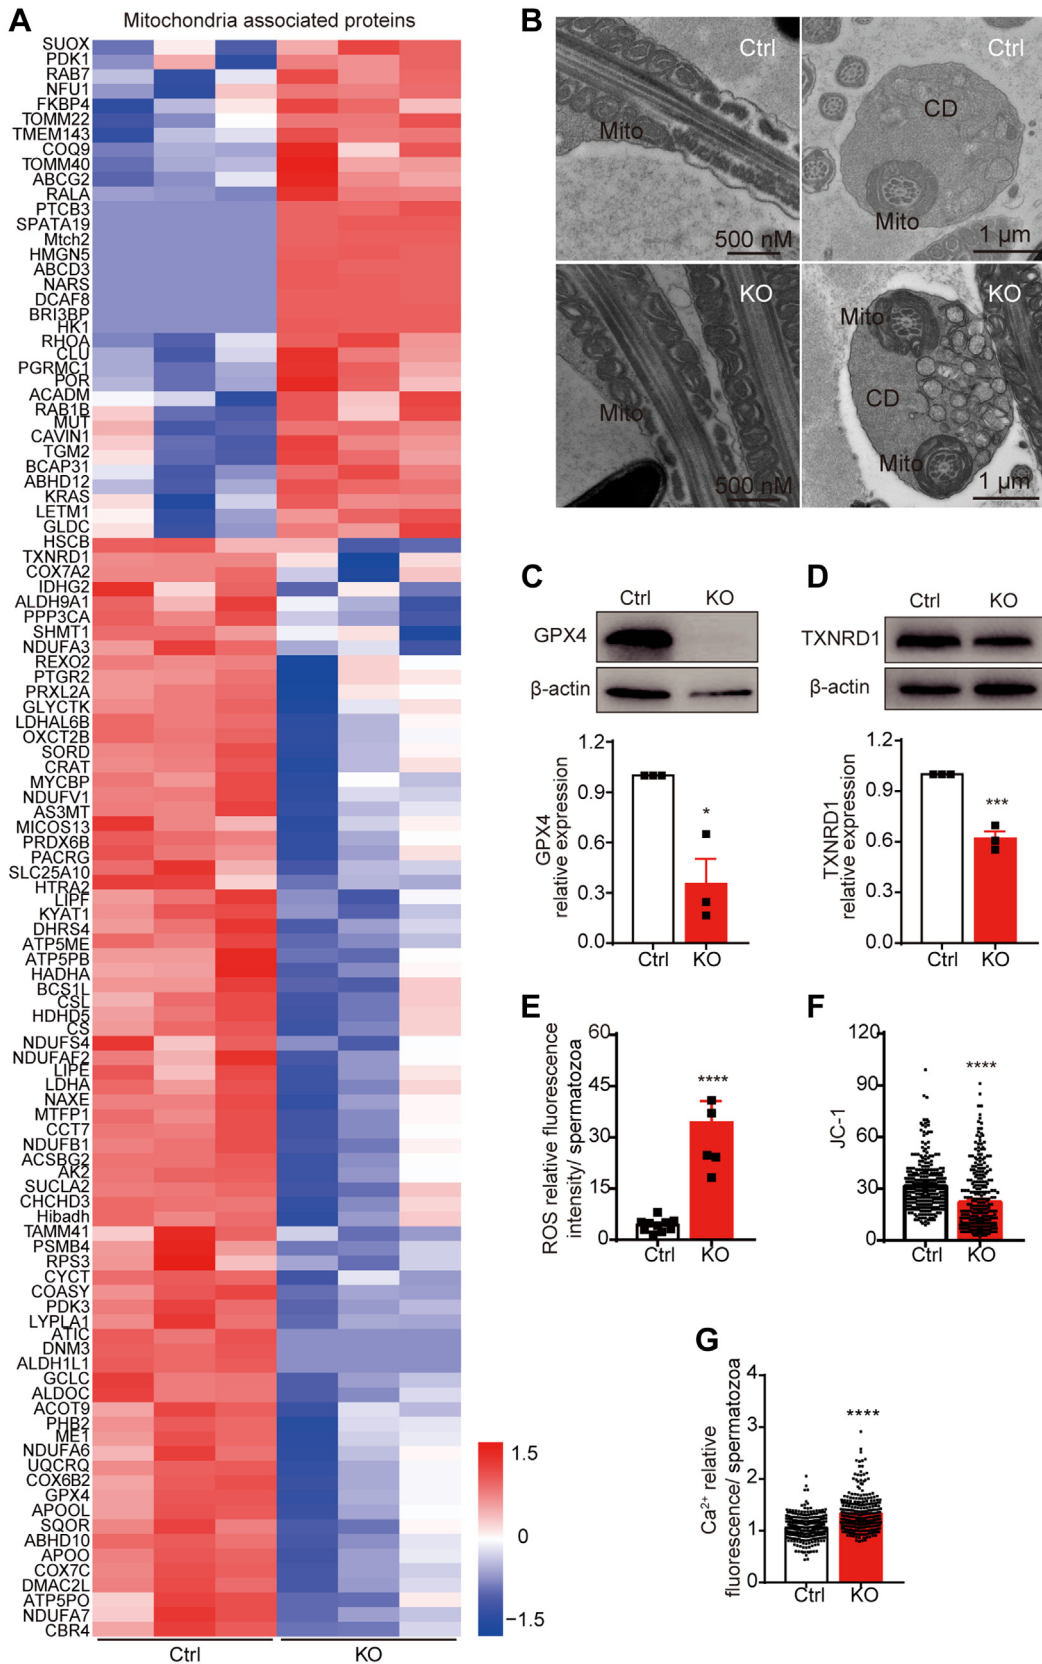 A
Mitochondria associated proteins
SUOX
PDK1
RAB7
NFU1
FKBP4
TOMM22
TMEM143
COQ9
TOMM40
ABCG2
RALA
PTCB3
SPATA19
Mtch2
HMGN5
ABCD3
NARS
DCAF8
BRI3BP
HK1
RHOA
CLU
PGRMC1
POR
ACADM
RAB1B
MUT
CAVIN1
TGM2
BCAP31
ABHD12
KRAS
LETM1
GLDC
HSCB
TXNRD1
COX7A2
IDHG2
ALDH9A1
PPP3CA
SHMT1
NDUFA3
REXO2
PTGR2
PRXL2A
GLYCTK
LDHAL6B
OXCT2B
SORD
CRAT
MYCBP
NDUFV1
AS3MT
MICOS13
PRDX6B
PACRG
SLC25A10
HTRA2
LIPF
KYAT1
DHRS4
ATP5ME
ATP5PB
HADHA
BCS1L
CSL
HDHD5
CS
NDUFS4
NDUFAF2
LIPE
LDHA
NAXE
MTFP1
CCT7
NDUFB1
ACSBG2
AK2
SUCLA2
CHCHD3
Hibadh
TAMM41
PSMB4
RPS3
CYCT
COASY
PDK3
LYPLA1
ATIC
DNM3
ALDH1L1
GCLC
ALDOC
ACOT9
PHB2
ME1
NDUFA6
UQCRQ
COX6B2
GPX4
APOOL
SQOR
ABHD10
APOO
COX7C
DMAC2L
ATP5PO
NDUFA7
CBR4
Ctrl KO
1.5
0
−1.5
B
Ctrl
Mito
500 nM
Ctrl
CD
Mito
1 µm
KO
Mito
500 nM
KO
Mito
CD
Mito
1 µm
C
Ctrl KO
GPX4
β-actin
GPX4
relative expression
1.2
0.9
0.6
0.3
0.0
*
Ctrl KO
D
Ctrl KO
TXNRD1
β-actin
TXNRD1
relative expression
1.2
0.9
0.6
0.3
0.0
***
Ctrl KO
E
ROS relative fluorescence
intensity/ spermatozoa
60
45
30
15
0
****
Ctrl KO
F
JC-1
120
90
60
30
0
****
Ctrl KO
G
Ca²⁺ relative
fluorescence/ spermatozoa
4
3
2
1
0
****
Ctrl KO